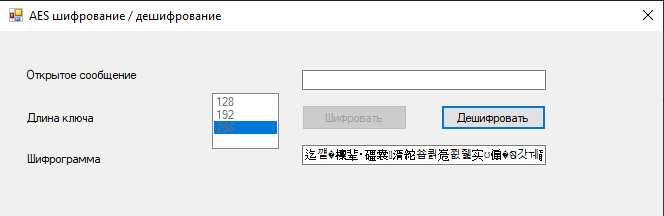 AES шифрование / дешифрование
Открытое сообщение
128
192
256
Длина ключа
Шифровать
Дешифровать
Шифрограмма